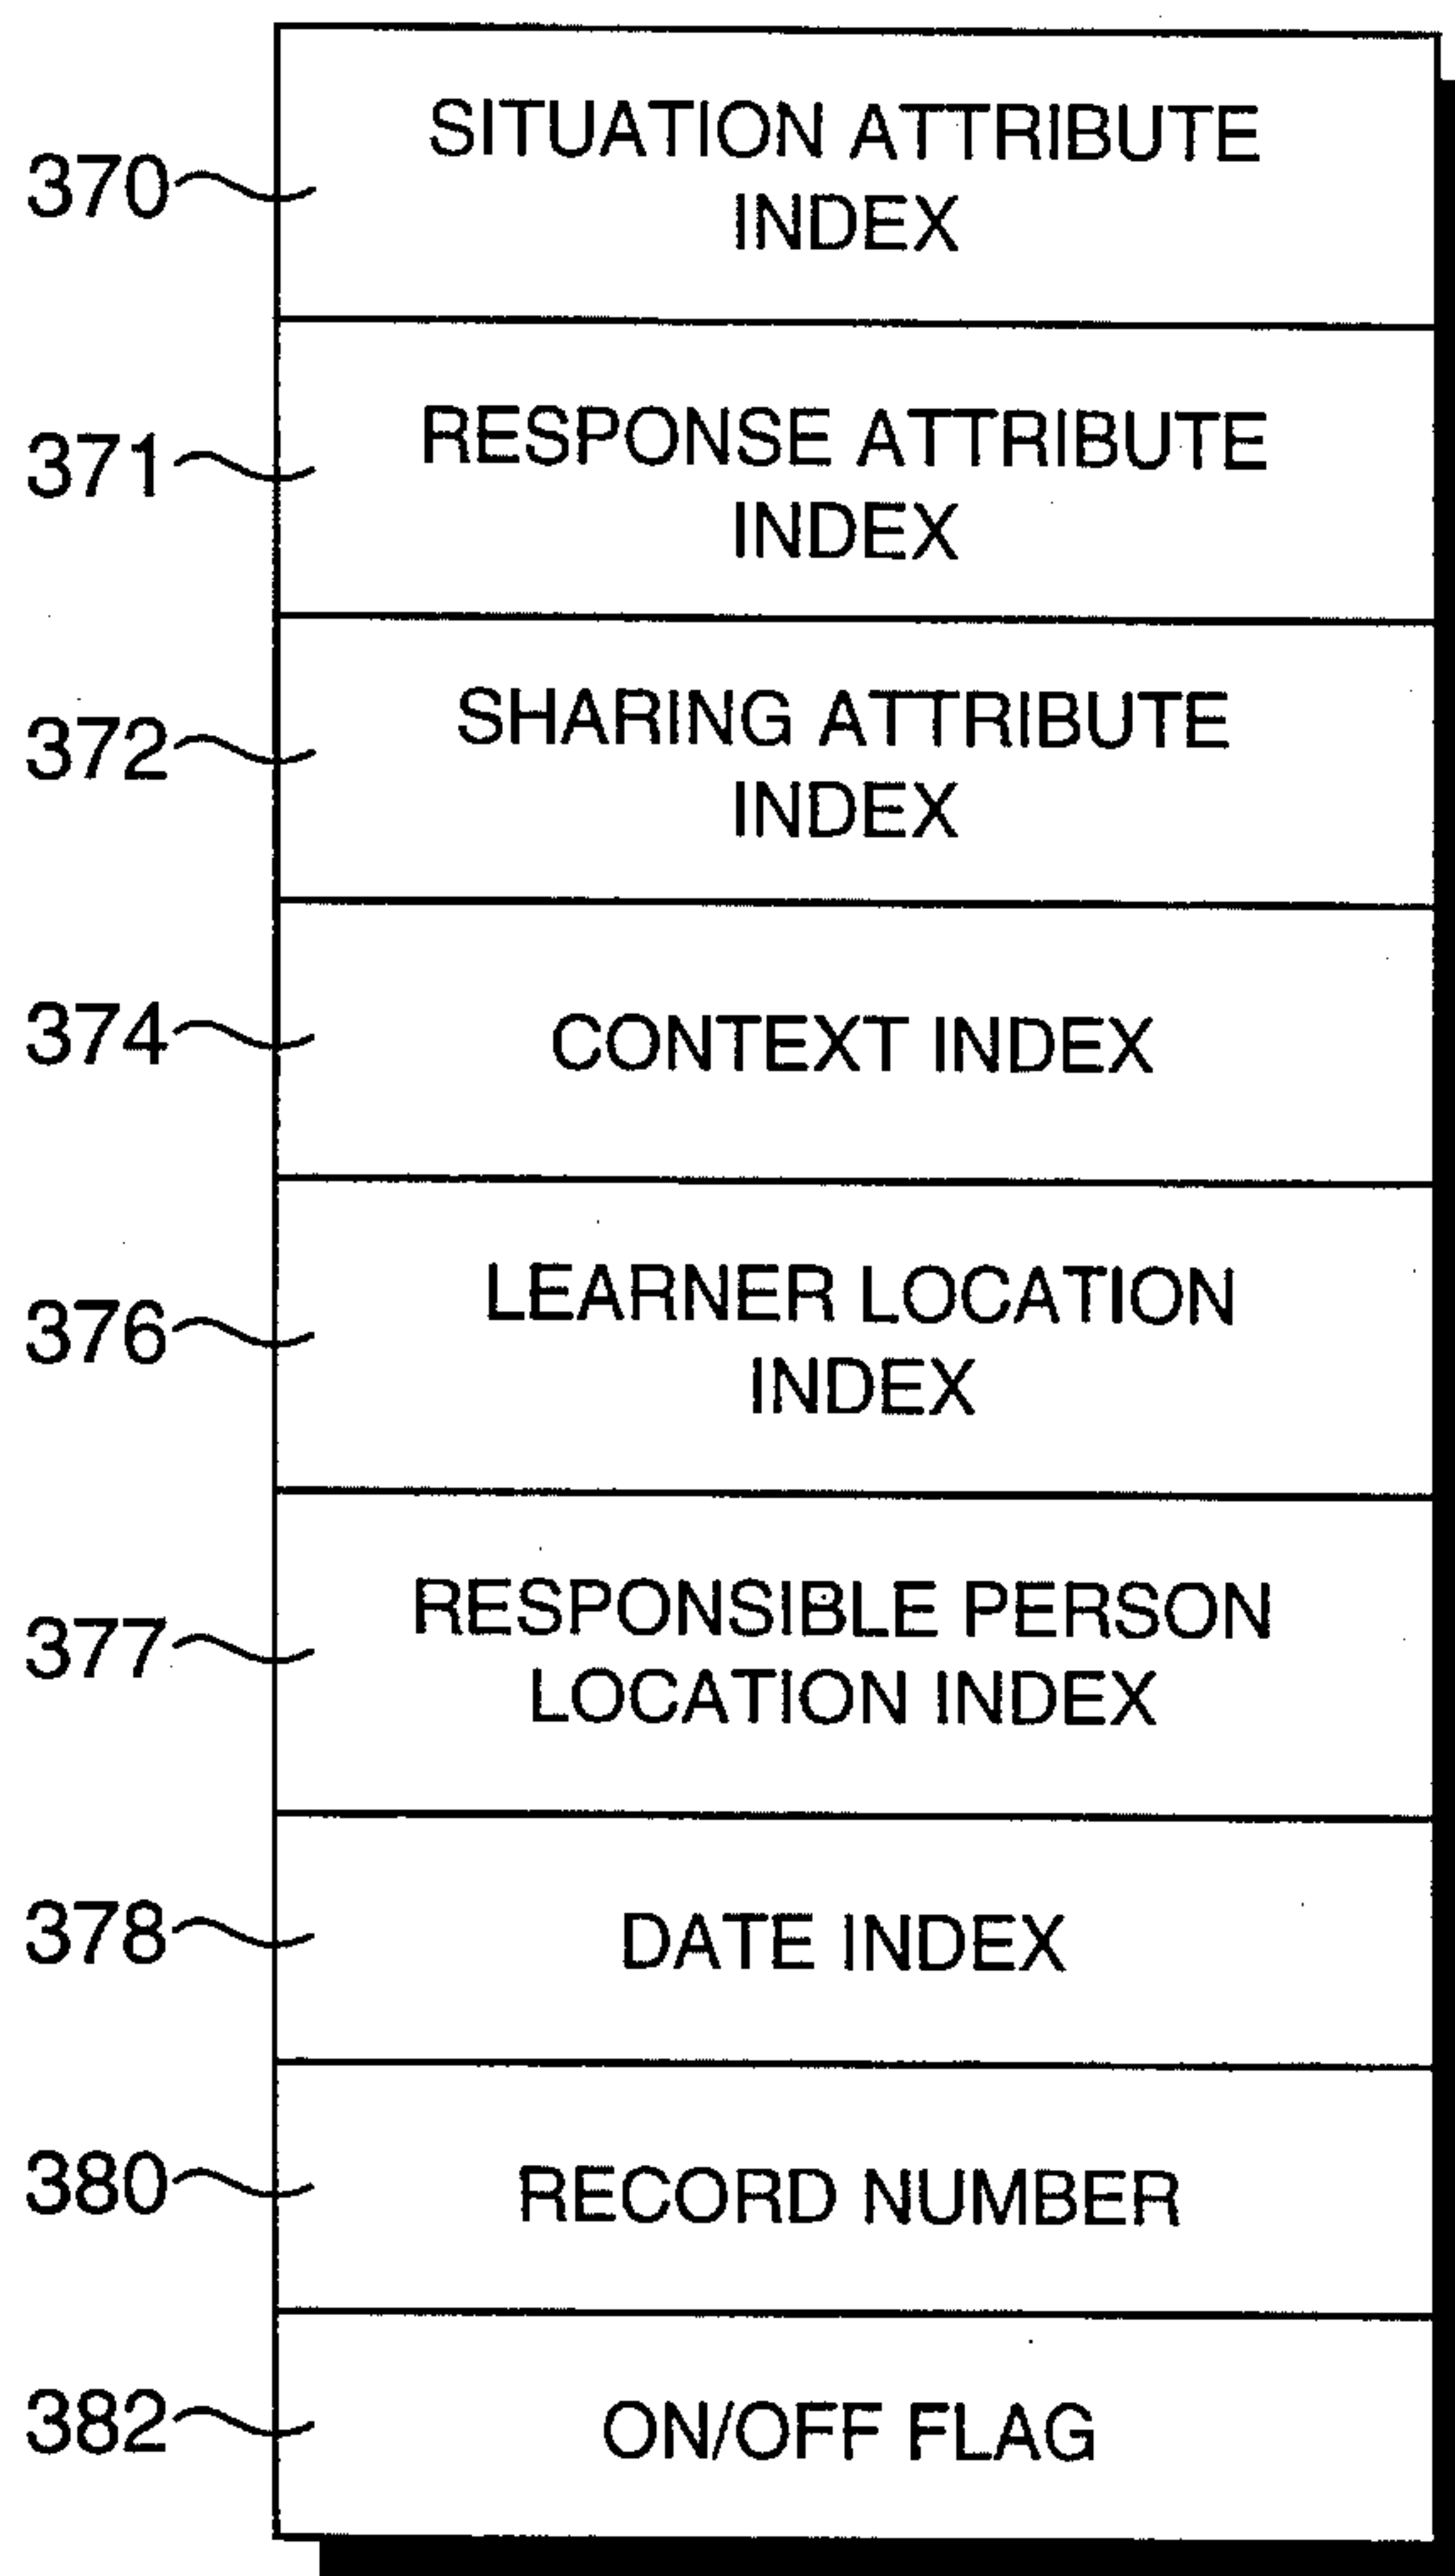 370
SITUATION ATTRIBUTE
INDEX
371
RESPONSE ATTRIBUTE
INDEX
372
SHARING ATTRIBUTE
INDEX
374
CONTEXT INDEX
376
LEARNER LOCATION
INDEX
377
RESPONSIBLE PERSON
LOCATION INDEX
378
DATE INDEX
380
RECORD NUMBER
382
ON/OFF FLAG